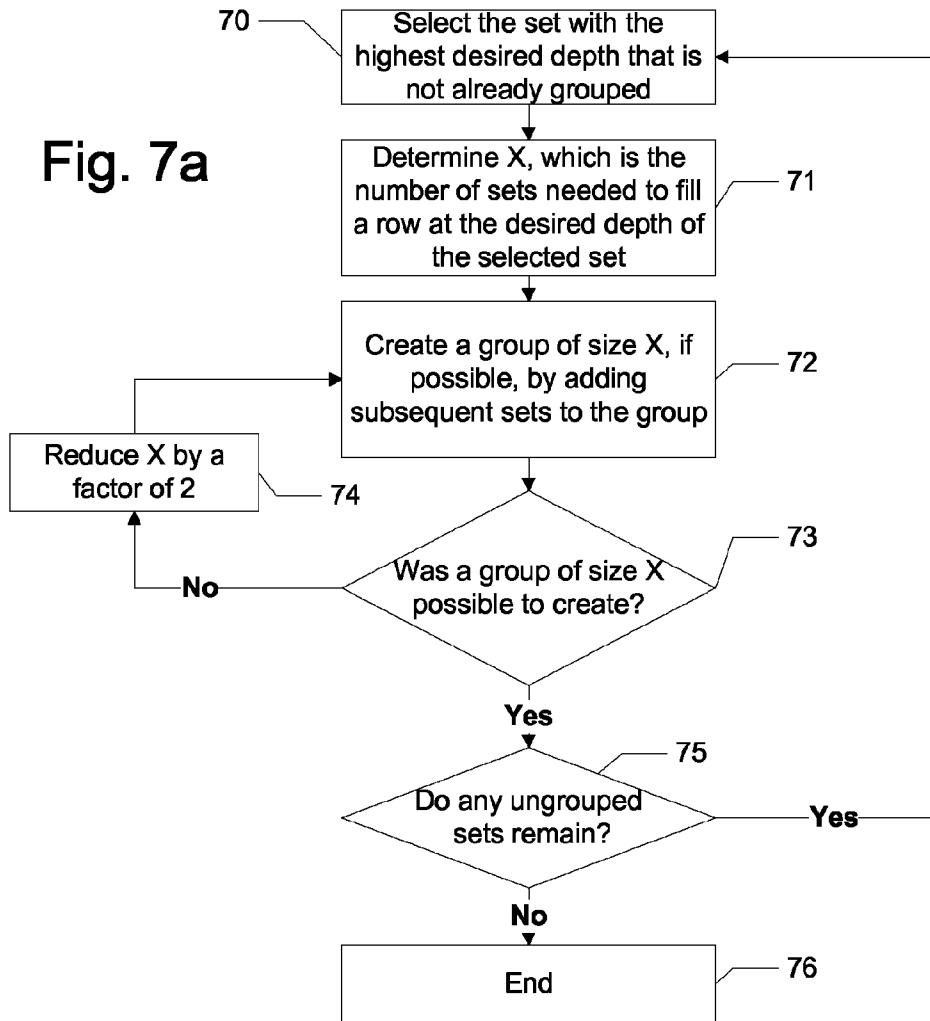 70
Select the set with the
highest desired depth that is
not already grouped
Fig. 7a
Determine X, which is the
number of sets needed to fill
a row at the desired depth of
the selected set
71
Create a group of size X, if
possible, by adding
subsequent sets to the group
72
Reduce X by a
factor of 2
74
73
Was a group of size X
possible to create?
No
Yes
75
Do any ungrouped
sets remain?
Yes
No
End
76